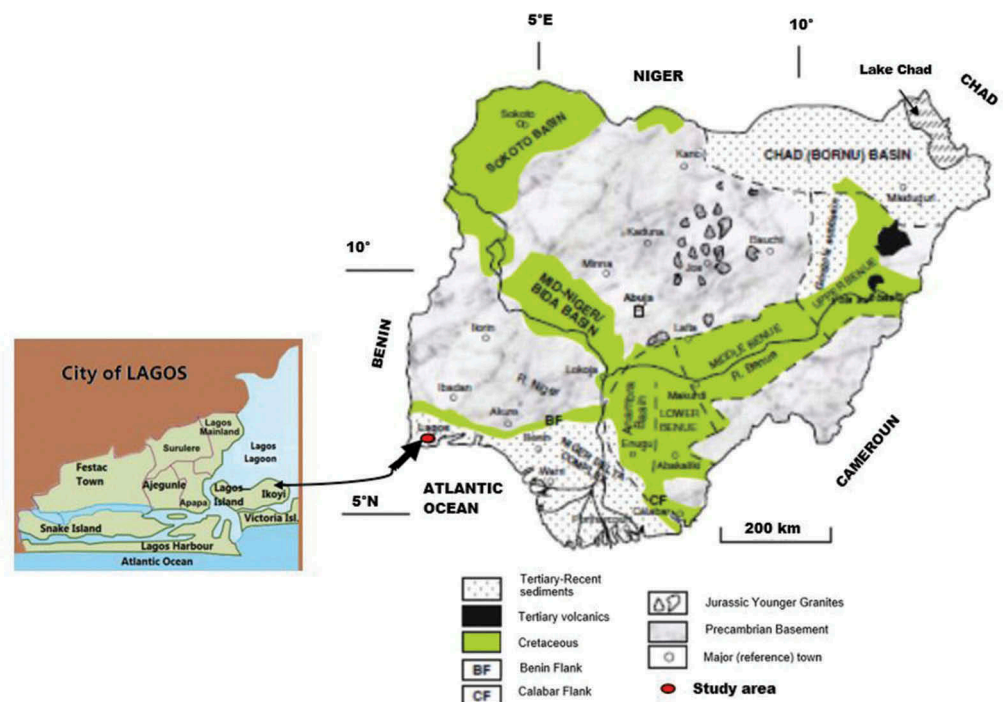 5°E
10°
NIGER
Lake Chad
CHAD
Sokoto
SOKOTO BASIN
Kano
CHAD (BORNU) BASIN
Maiduguri
Kaduna
Bauchi
Jos
10°
Minna
UPPER BENUE
MID-NIGER/
BIDA BASIN
Abuja
BENIN
Ilorin
Lafia
MIDDLE BENUE
R. Benue
Lokoja
R. Niger
Ibadan
Makurdi
Akure
BF
Anambra
Basin
LOWER
BENUE
Lagos
Benin
Enugu
Abakaliki
NIGER DELTA
Warri
CAMEROUN
ATLANTIC
OCEAN
5°N
CF
Calabar
200 km
City of LAGOS
Lagos
Mainland
Surulere
Lagos
Lagoon
Festac
Town
Ajegunle
Lagos
Island
Ikoyi
Apapa
Victoria Isl.
Snake Island
Lagos Harbour
Atlantic Ocean
Tertiary-Recent
sediments
Tertiary volcanics
Cretaceous
BF
Benin Flank
CF
Calabar Flank
Jurassic Younger Granites
Precambrian Basement
Major (reference) town
Study area